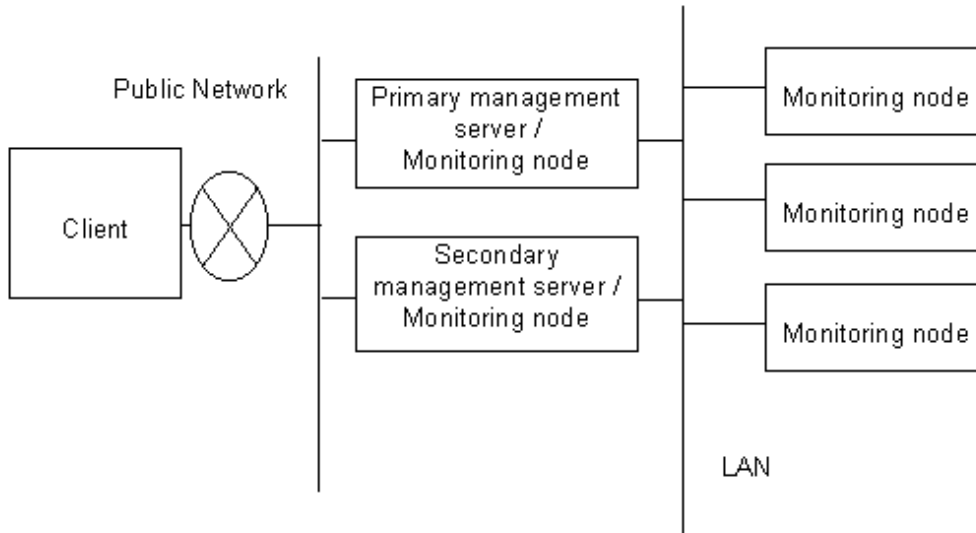 Public Network
Client
Primary management
server /
Monitoring node
Secondary
management server /
Monitoring node
Monitoring node
Monitoring node
Monitoring node
LAN